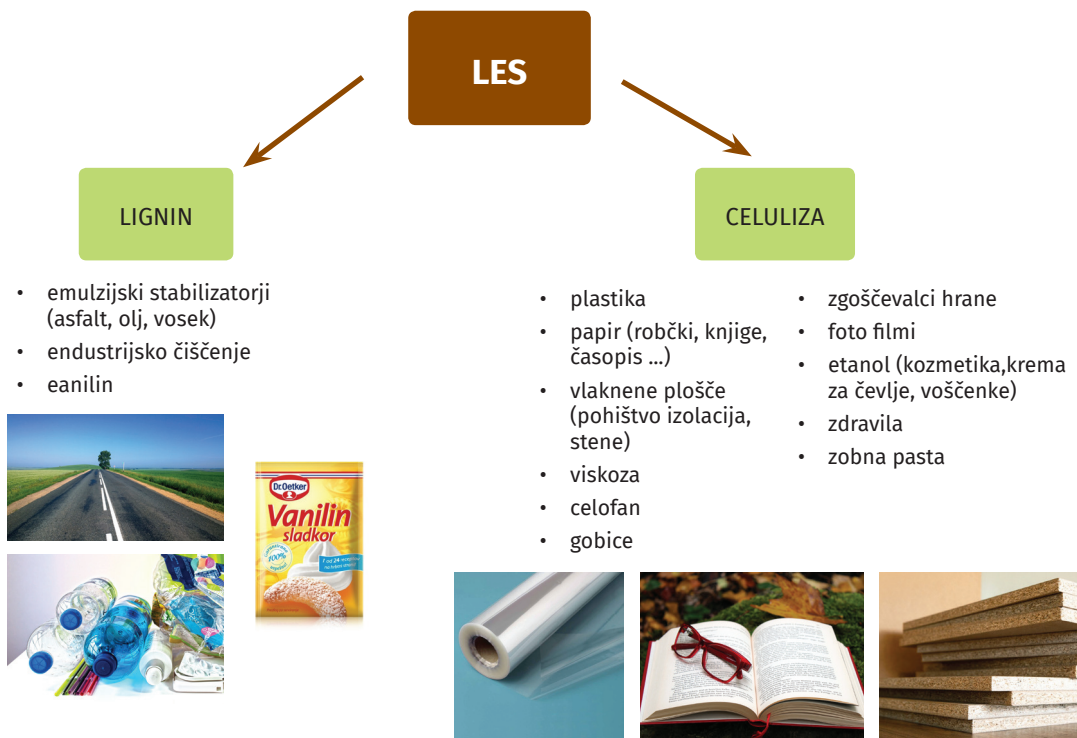 LES
LIGNIN
CELULIZA
• emulzijski stabilizatorji
(asfalt, olj, vosek)
• endustrijsko čiščenje
• eanilin
• plastika
• papir (robčki, knjige,
časopis ...)
• vlaknene plošče
(pohištvo izolacija,
stene)
• viskoza
• celofan
• gobice
• zgoščevalci hrane
• foto filmi
• etanol (kozmetika,krema
za čevlje, voščenke)
• zdravila
• zobna pasta
Dr.Oetker
Vanilin
sladkor
100%